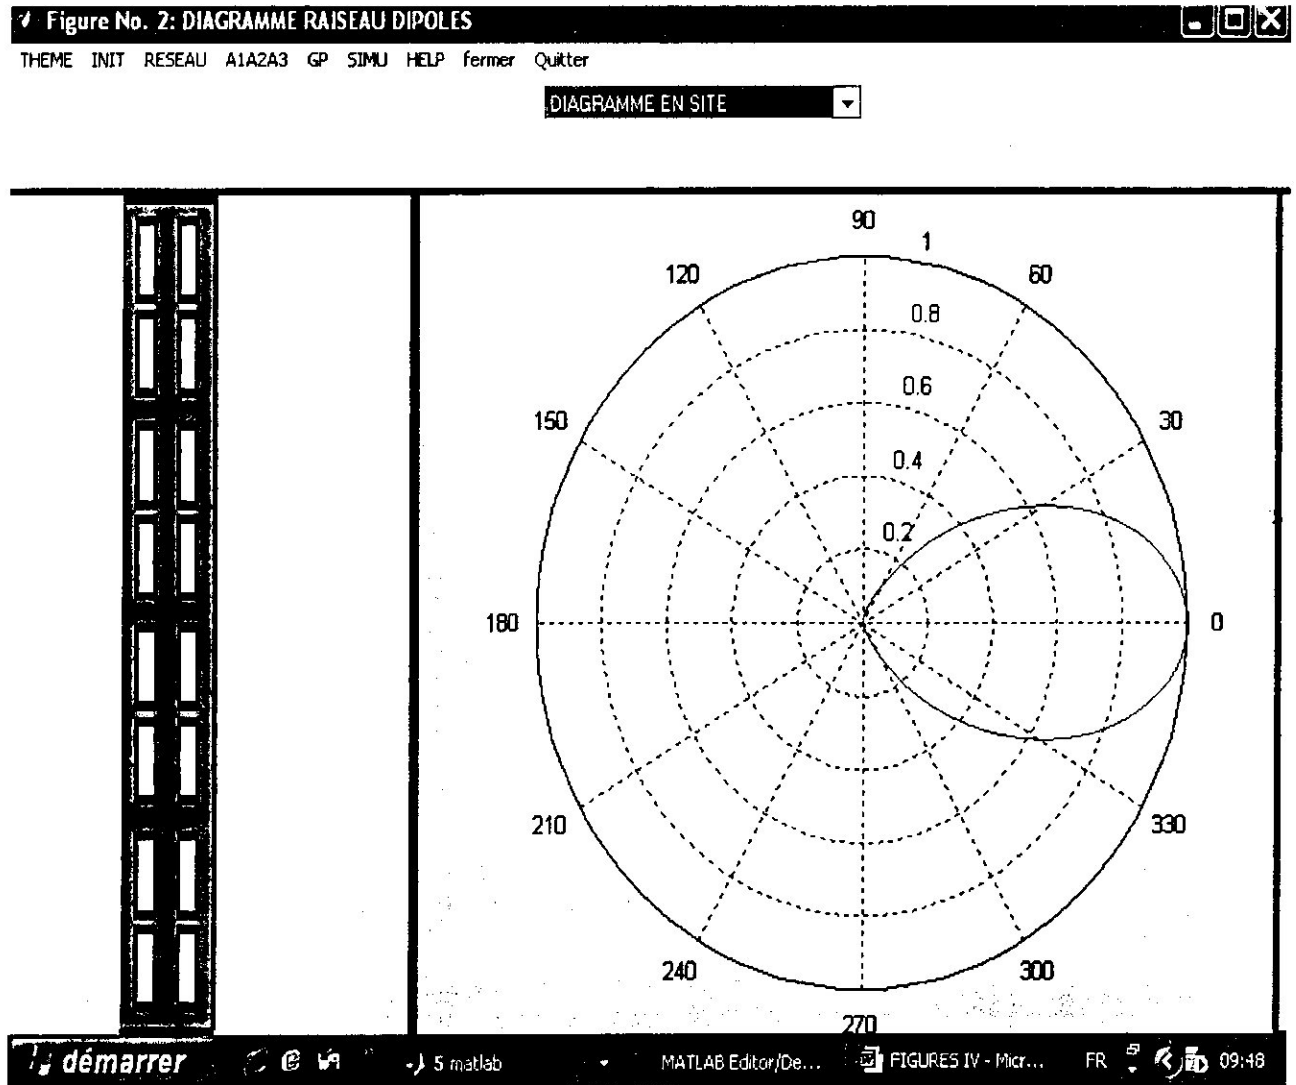 Figure No. 2: DIAGRAMME RAISEAU DIPOLES
THEME INIT RESEAU A1A2A3 GP SIMU HELP fermer Quitter
DIAGRAMME EN SITE
90
1
120
60
0.8
0.6
150
30
0.4
0.2
180
0
210
330
240
300
270
démarrer
5 matlab
MATLAB Editor/De...
FIGURES IV - Micr...
FR
09:48